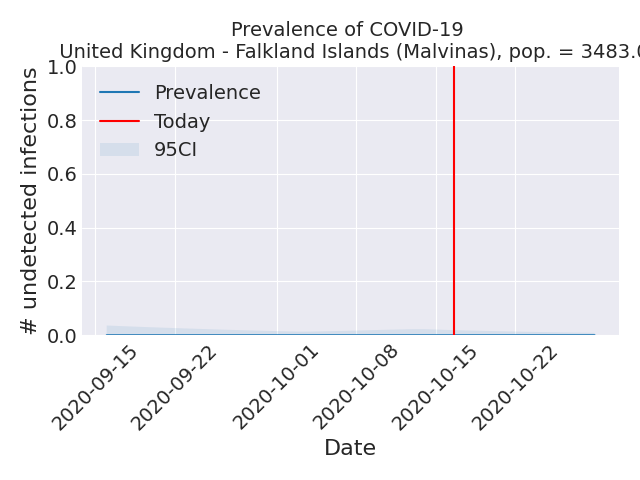 Prevalence of COVID-19
United Kingdom - Falkland Islands (Malvinas), pop. = 3483.0
1.0
0.8
0.6
0.4
0.2
0.0
# undetected infections
Prevalence
Today
95CI
2020-09-15
2020-09-22
2020-10-01
2020-10-08
2020-10-15
2020-10-22
Date